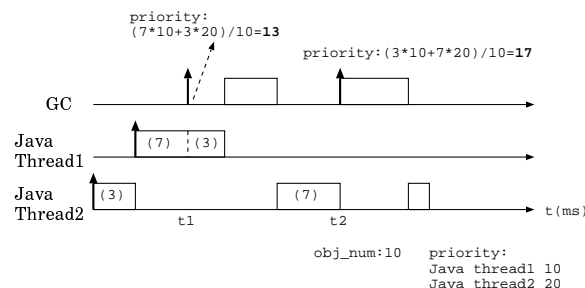 priority:
(7*10+3*20)/10=13
priority:(3*10+7*20)/10=17
GC
Java
Thread1
(7)
(3)
Java
Thread2
(3)
(7)
t1
t2
t(ms)
obj_num:10
priority:
Java thread1 10
Java thread2 20